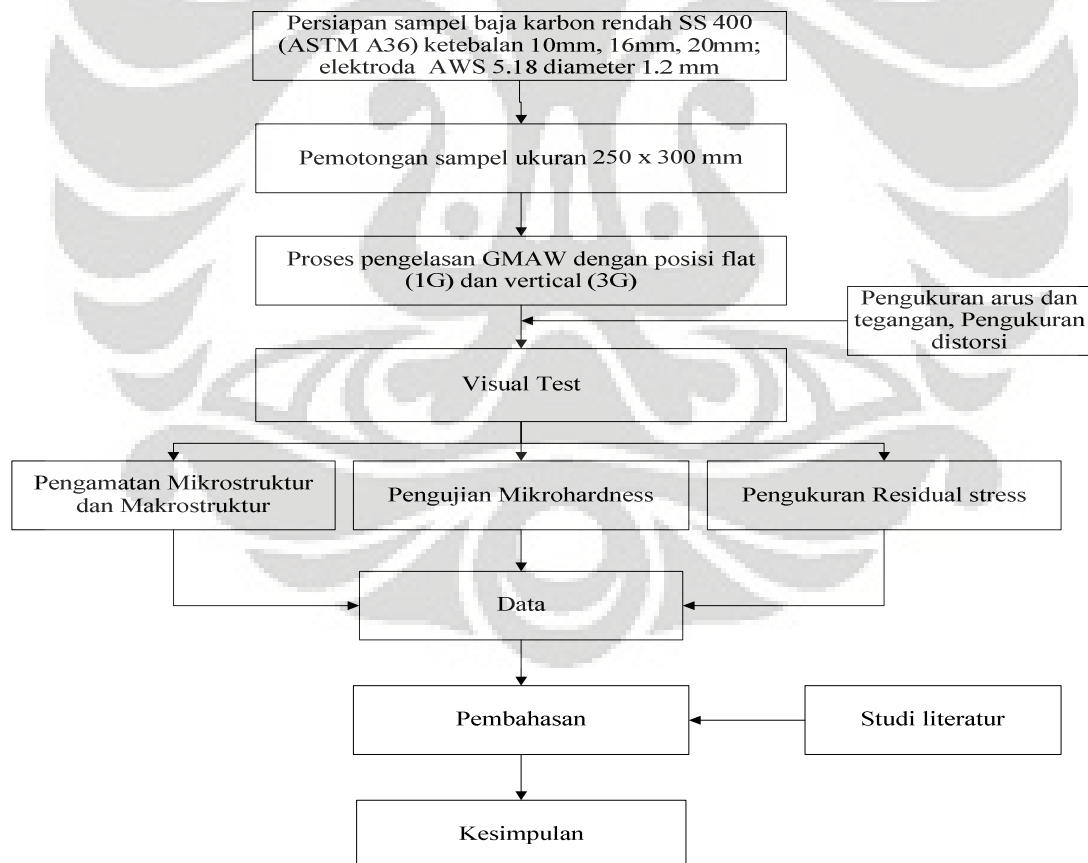 Persiapan sampel baja karbon rendah SS 400
(ASTM A36) ketebalan 10mm, 16mm, 20mm;
elektroda AWS 5.18 diameter 1.2 mm
Pemotongan sampel ukuran 250 x 300 mm
Proses pengelasan GMAW dengan posisi flat
(1G) dan vertical (3G)
Pengukuran arus dan
tegangan, Pengukuran
distorsi
Visual Test
Pengamatan Mikrostruktur
dan Makrostruktur
Pengujian Mikrohardness
Pengukuran Residual stress
Data
Pembahasan
Studi literatur
Kesimpulan